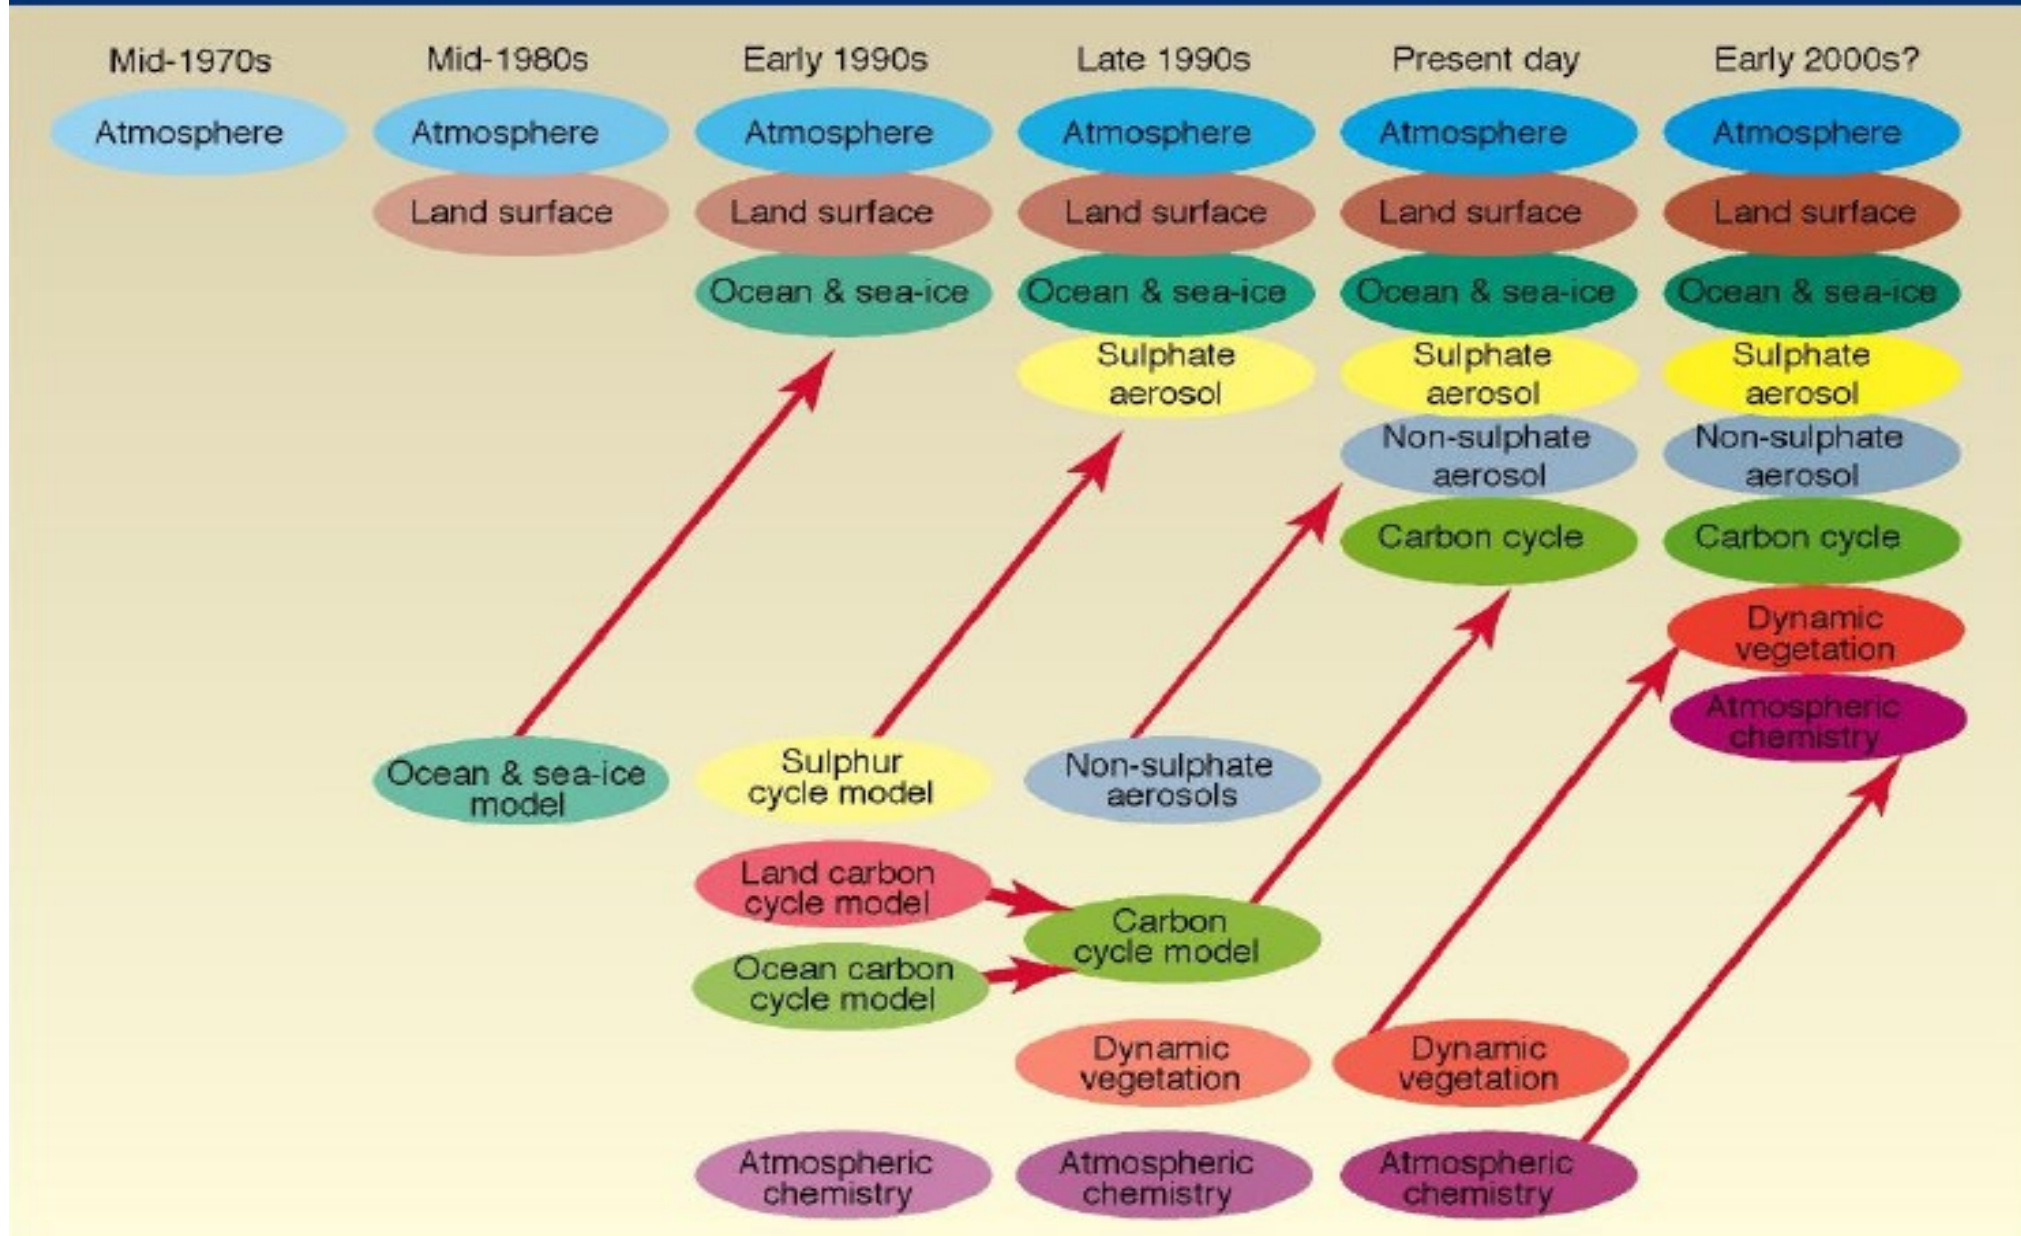 Mid-1970s
Mid-1980s
Early 1990s
Late 1990s
Present day
Early 2000s?
Atmosphere
Atmosphere
Atmosphere
Atmosphere
Atmosphere
Atmosphere
Land surface
Land surface
Land surface
Land surface
Land surface
Ocean & sea-ice
Ocean & sea-ice
Ocean & sea-ice
Ocean & sea-ice
Sulphate
aerosol
Sulphate
aerosol
Sulphate
aerosol
Non-sulphate
aerosol
Non-sulphate
aerosol
Carbon cycle
Carbon cycle
Dynamic
vegetation
Atmospheric
chemistry
Ocean & sea-ice
model
Sulphur
cycle model
Non-sulphate
aerosols
Land carbon
cycle model
Carbon
cycle model
Ocean carbon
cycle model
Dynamic
vegetation
Dynamic
vegetation
Atmospheric
chemistry
Atmospheric
chemistry
Atmospheric
chemistry